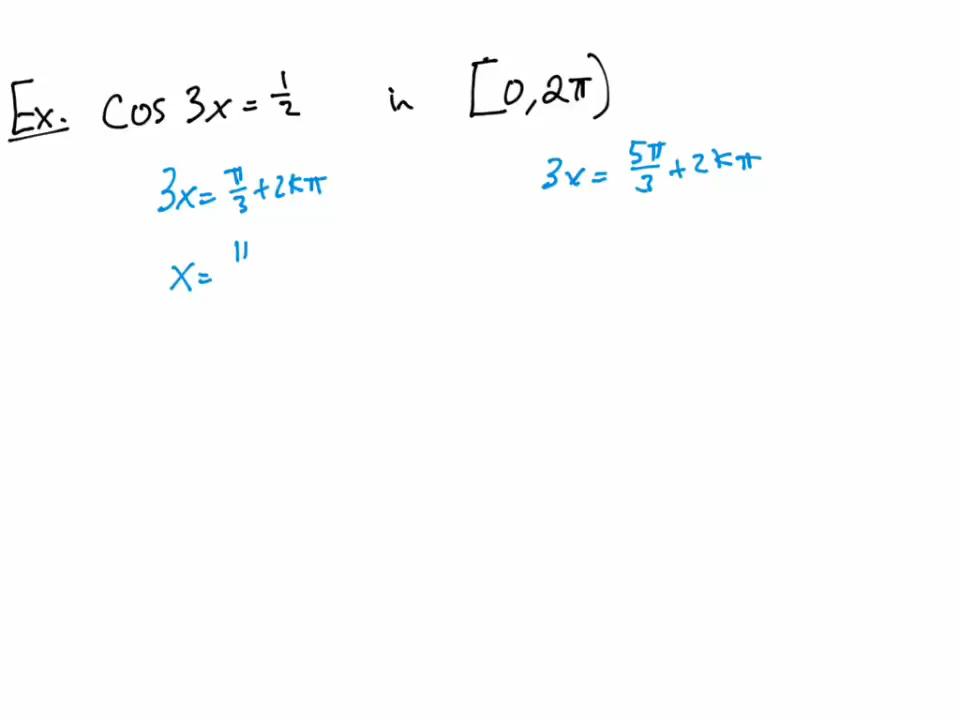 Ex. Cos 3x = 1/2 in [0, 2π)
3x = π/3 + 2kπ 3x = 5π/3 + 2kπ
x =